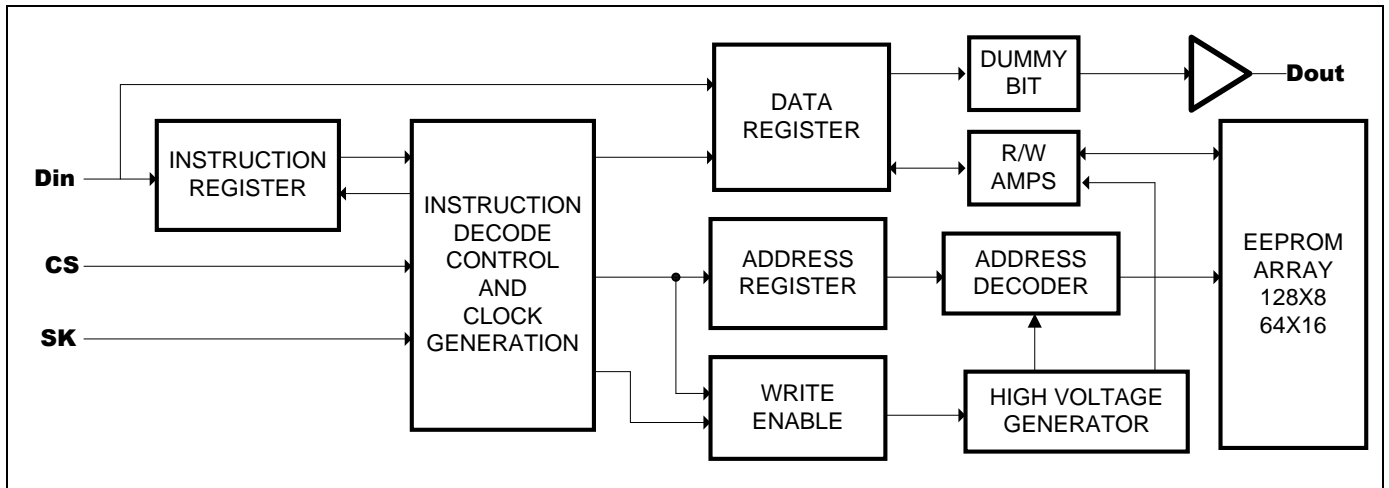 DUMMY
BIT
Dout
DATA
REGISTER
INSTRUCTION
REGISTER
Din
R/W
AMPS
INSTRUCTION
DECODE
CONTROL
AND
CLOCK
GENERATION
CS
SK
ADDRESS
REGISTER
ADDRESS
DECODER
EEPROM
ARRAY
128X8
64X16
WRITE
ENABLE
HIGH VOLTAGE
GENERATOR